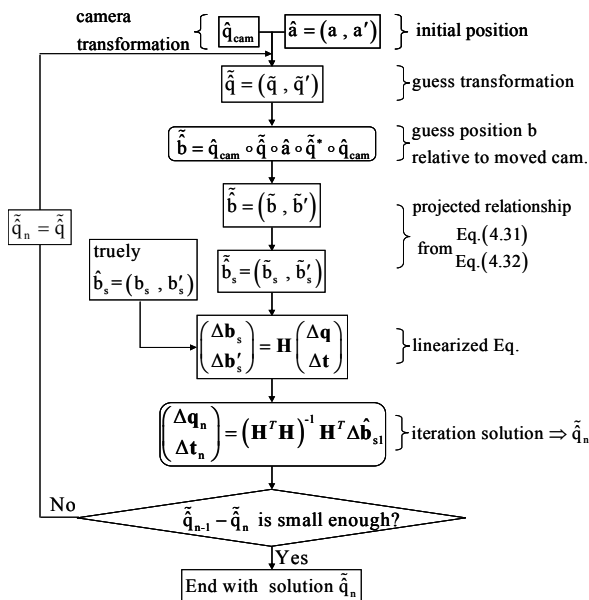 camera
transformation
q̂cam
â = (a , a′)
initial position
q̃̂ = (q̃ , q̃′)
guess transformation
b̃̂ = q̂cam ∘ q̃̂ ∘ â ∘ q̃̂* ∘ q̂cam
guess position b
relative to moved cam.
b̃̂ = (b̃ , b̃′)
projected relationship
from Eq.(4.31)
Eq.(4.32)
q̃̂n = q̃̂
truely
b̂s = (bs , b′s)
b̃̂s = (b̃s , b̃′s)
(Δbs Δb′s) = H (Δq Δt)
linearized Eq.
(Δqn Δtn) = (HᵀH)⁻¹ HᵀΔb̂s1
iteration solution ⇒ q̃̂n
No
q̃̂n-1 − q̃̂n is small enough?
Yes
End with solution q̃̂n